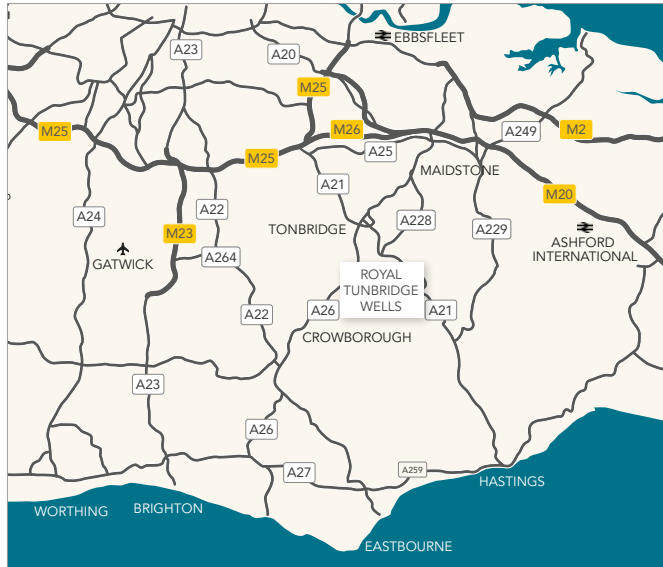 EBBSFLEET
A23
A20
M25
M25
M26
A249
M2
M25
A25
MAIDSTONE
A21
M20
A24
A22
A228
A229
M23
TONBRIDGE
ASHFORD
INTERNATIONAL
GATWICK
A264
ROYAL
TUNBRIDGE
WELLS
A22
A26
A21
CROWBOROUGH
A23
A26
A27
A259
HASTINGS
WORTHING
BRIGHTON
EASTBOURNE